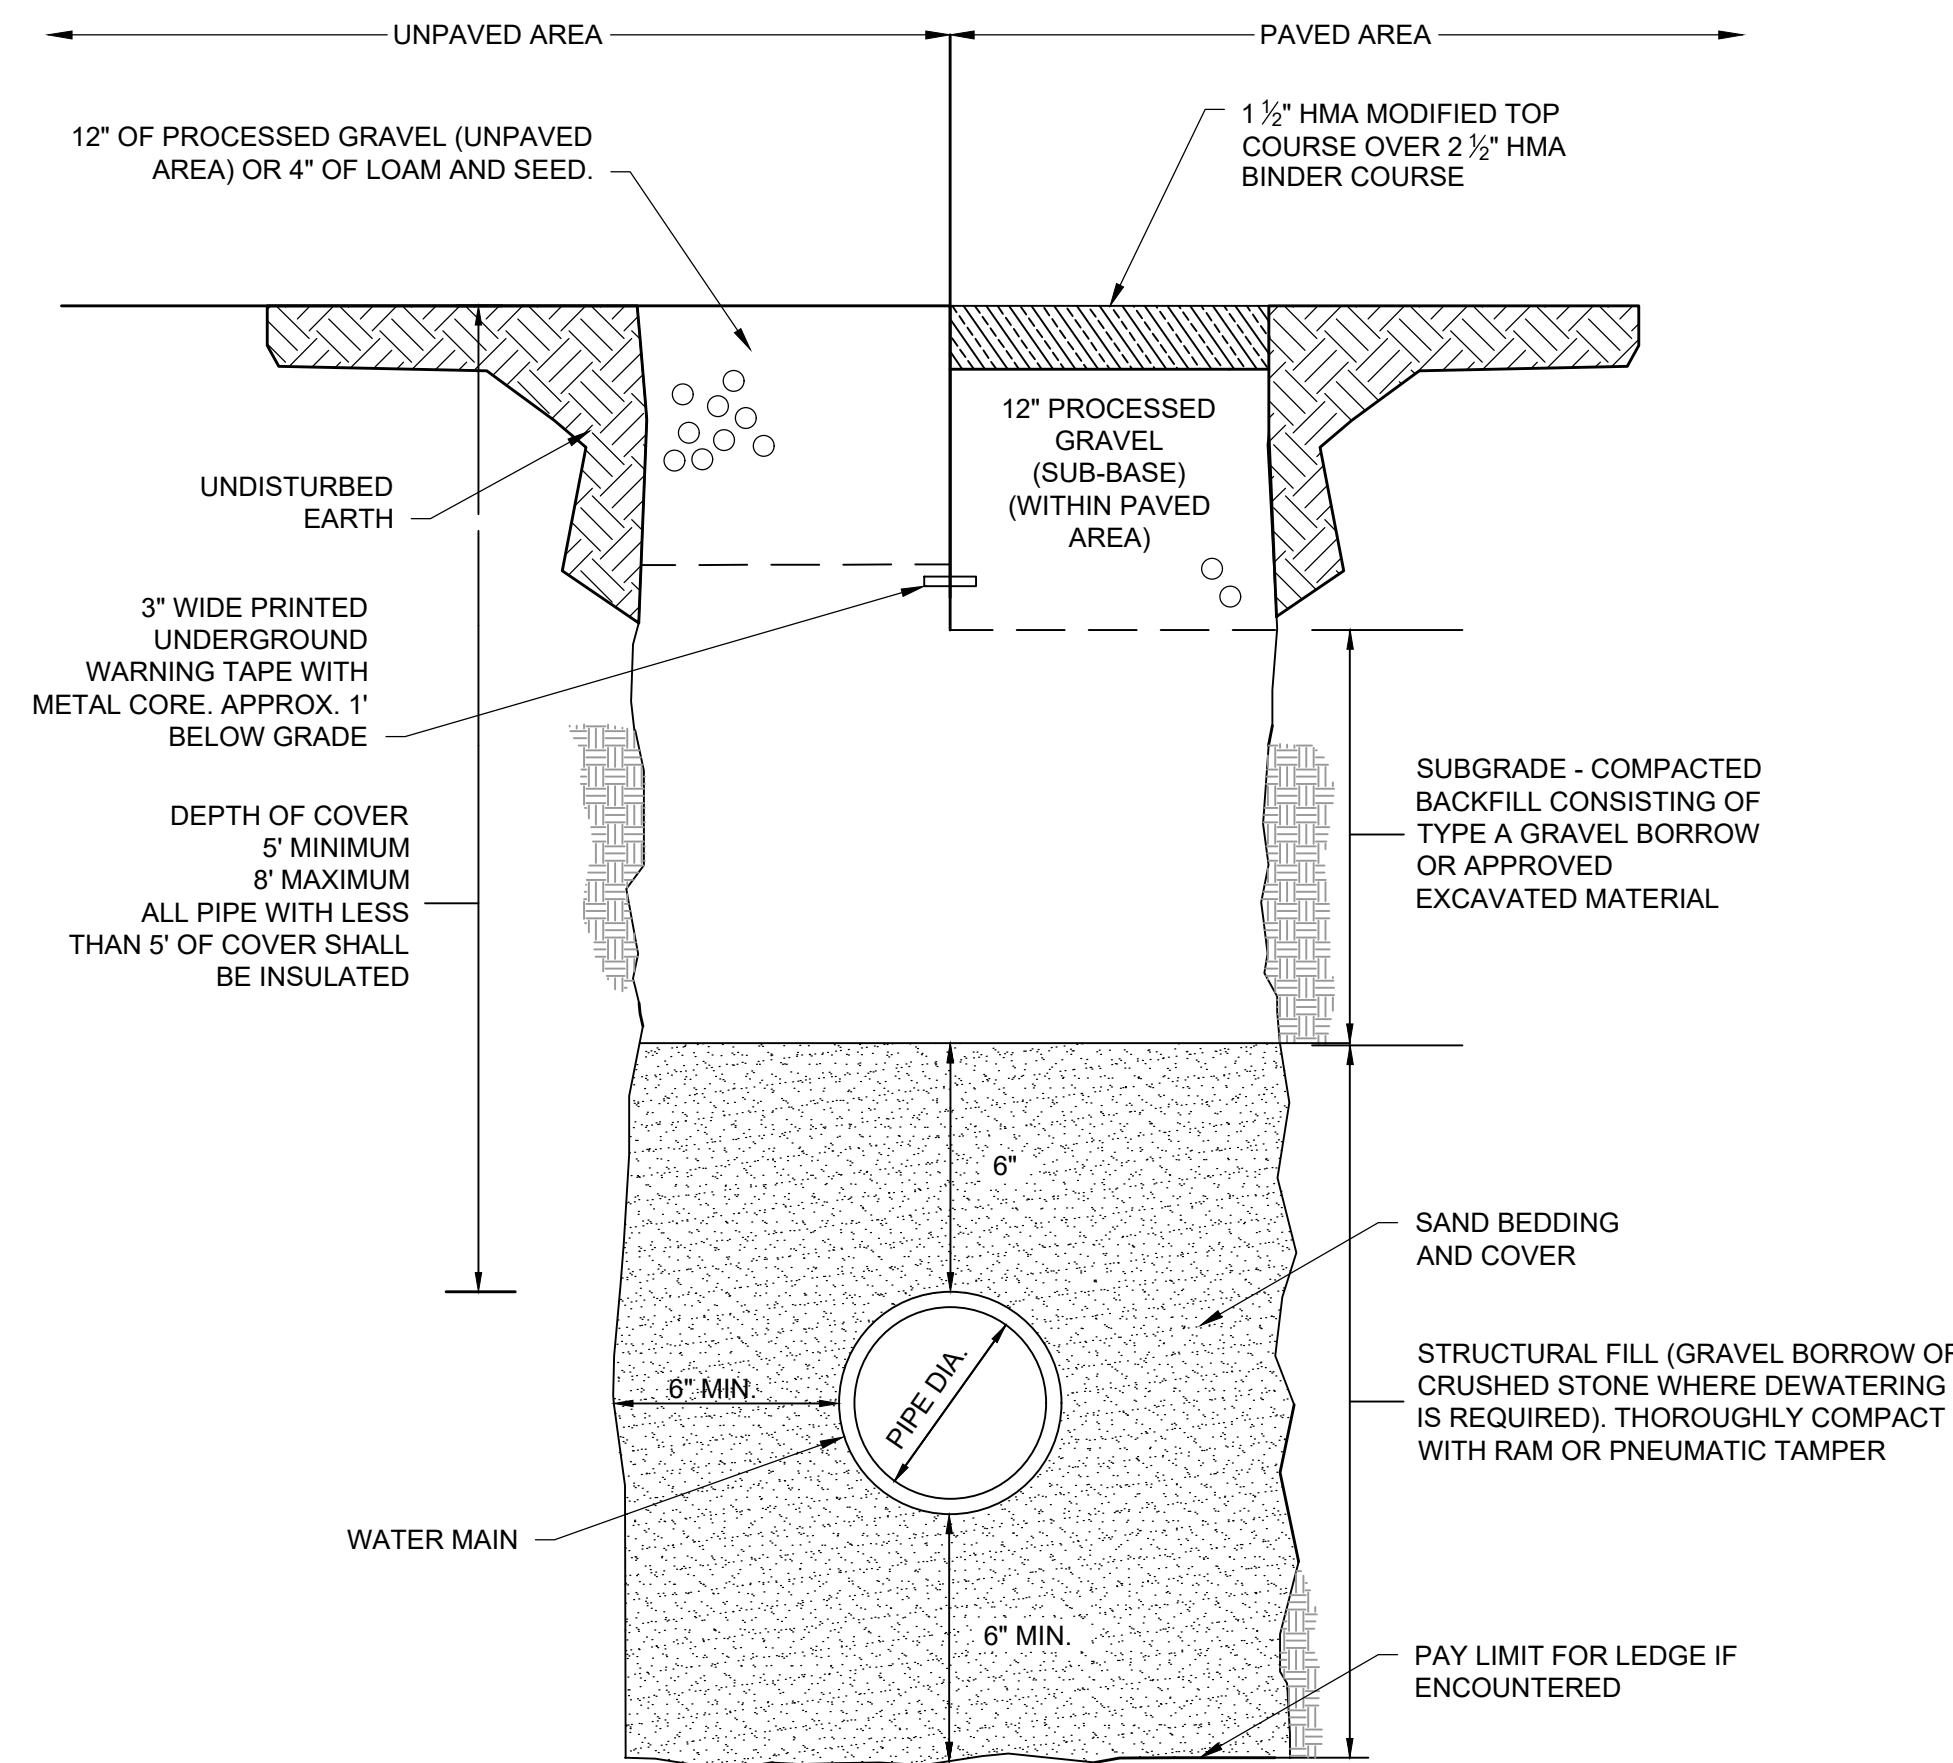 UNPAVED AREA
PAVED AREA
12" OF PROCESSED GRAVEL (UNPAVED
AREA) OR 4" OF LOAM AND SEED.
1 ½" HMA MODIFIED TOP
COURSE OVER 2 ½" HMA
BINDER COURSE
12" PROCESSED
GRAVEL
(SUB-BASE)
(WITHIN PAVED
AREA)
UNDISTURBED
EARTH
3" WIDE PRINTED
UNDERGROUND
WARNING TAPE WITH
METAL CORE. APPROX. 1'
BELOW GRADE
DEPTH OF COVER
5' MINIMUM
8' MAXIMUM
ALL PIPE WITH LESS
THAN 5' OF COVER SHALL
BE INSULATED
SUBGRADE - COMPACTED
BACKFILL CONSISTING OF
TYPE A GRAVEL BORROW
OR APPROVED
EXCAVATED MATERIAL
6"
SAND BEDDING
AND COVER
STRUCTURAL FILL (GRAVEL BORROW OR
CRUSHED STONE WHERE DEWATERING
IS REQUIRED). THOROUGHLY COMPACT
WITH RAM OR PNEUMATIC TAMPER
6" MIN.
PIPE DIA.
WATER MAIN
6" MIN.
PAY LIMIT FOR LEDGE IF
ENCOUNTERED